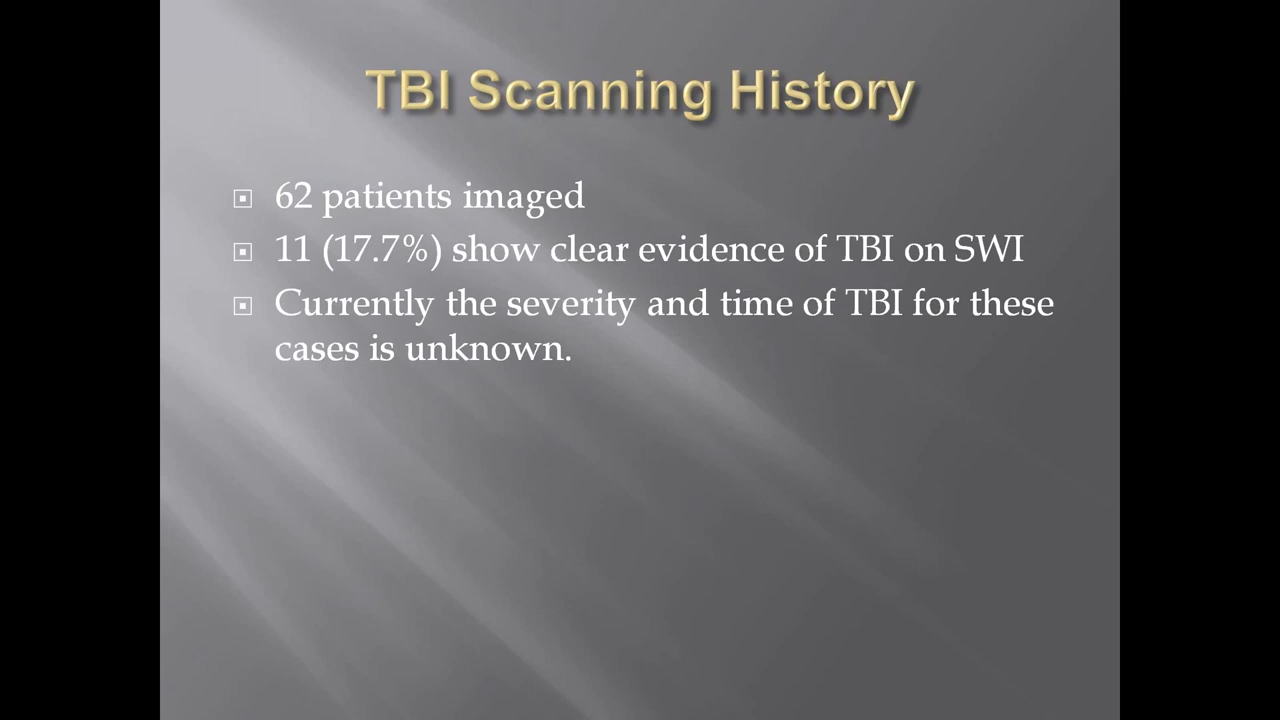 TBI Scanning History
62 patients imaged
11 (17.7%) show clear evidence of TBI on SWI
Currently the severity and time of TBI for these
cases is unknown.